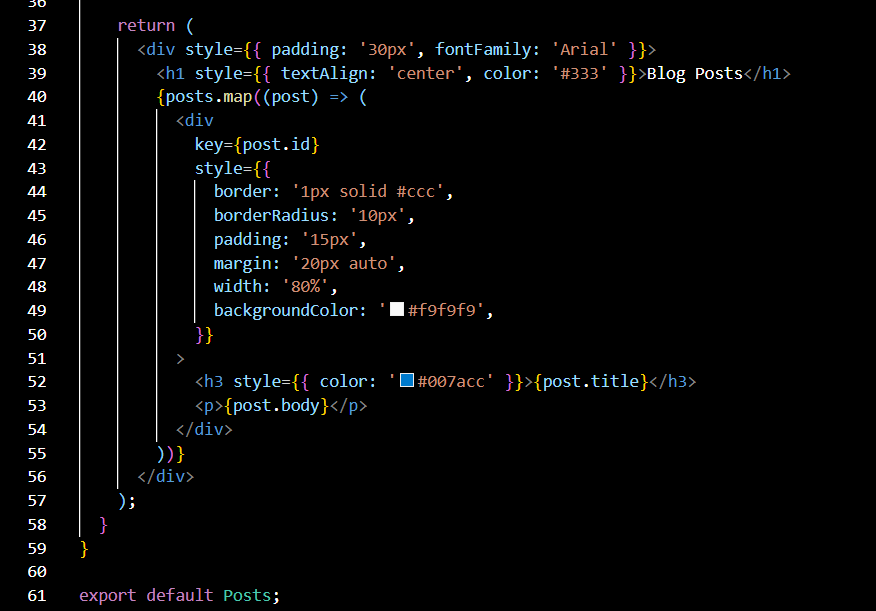 36
37 return (
38 <div style={{ padding: '30px', fontFamily: 'Arial' }}>
39 <h1 style={{ textAlign: 'center', color: '#333' }}>Blog Posts</h1>
40 {posts.map((post) => (
41 <div
42 key={post.id}
43 style={{
44 border: '1px solid #ccc',
45 borderRadius: '10px',
46 padding: '15px',
47 margin: '20px auto',
48 width: '80%',
49 backgroundColor: '#f9f9f9',
50 }}
51 >
52 <h3 style={{ color: '#007acc' }}>{post.title}</h3>
53 <p>{post.body}</p>
54 </div>
55 ))}
56 </div>
57 );
58 }
59 }
60
61 export default Posts;